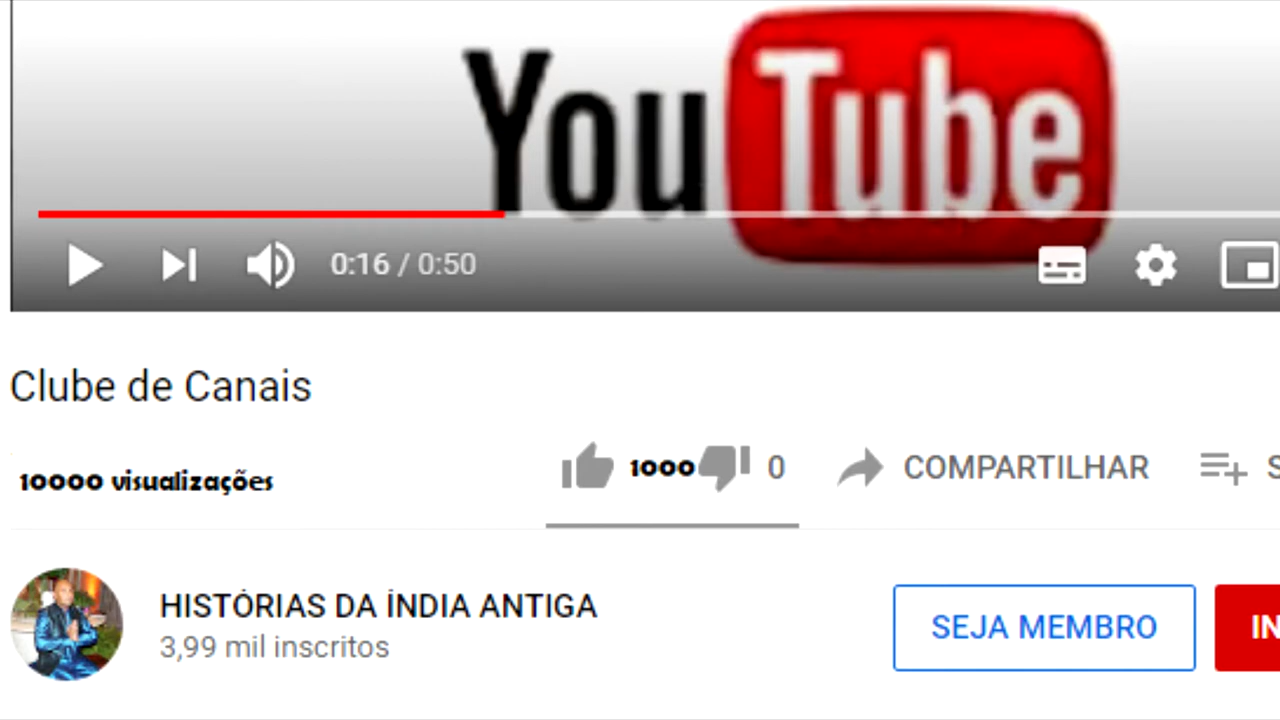 YouTube
0:16 / 0:50
Clube de Canais
10000 visualizações
1000
0
COMPARTILHAR
S
HISTÓRIAS DA ÍNDIA ANTIGA
3,99 mil inscritos
SEJA MEMBRO
IN